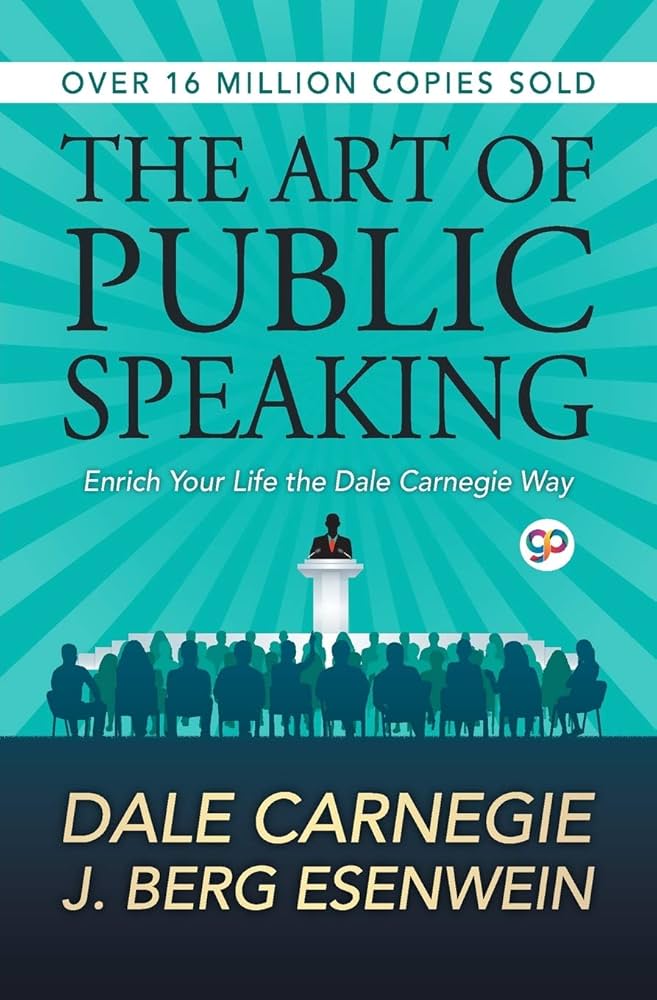 OVER 16 MILLION COPIES SOLD
THE ART OF
PUBLIC
SPEAKING
Enrich Your Life the Dale Carnegie Way
gp
DALE CARNEGIE
J. BERG ESENWEIN